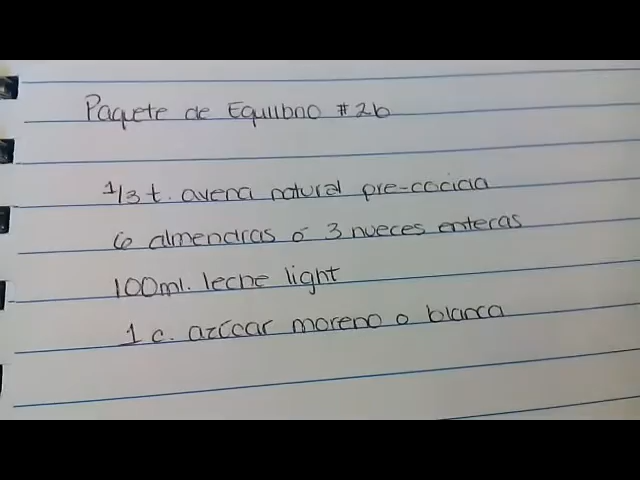 Paquete de Equilibrio #2b
1/3 t. avena natural pre-cocida
6 almendras ó 3 nueces enteras
100ml. leche light
1 c. azúcar moreno o blanca